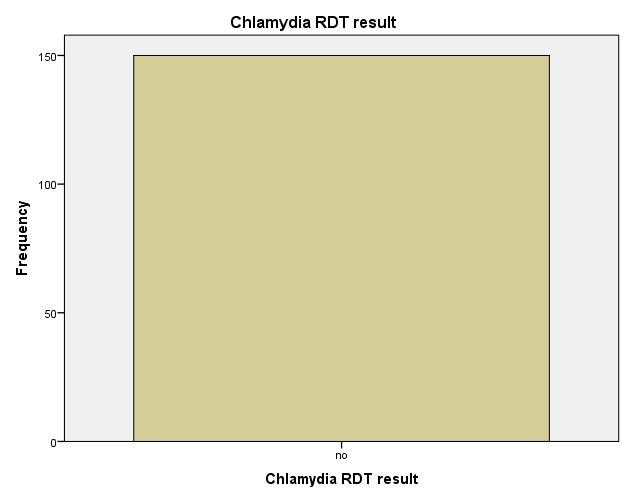 Chlamydia RDT result
Frequency
150
100
50
0
no
Chlamydia RDT result